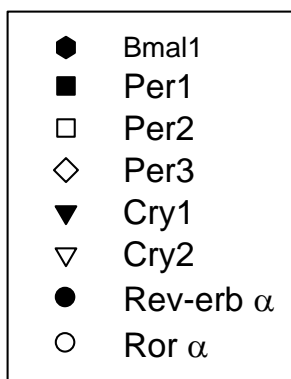 Bmal1
Per1
Per2
Per3
Cry1
Cry2
Rev-erb α
Ror α